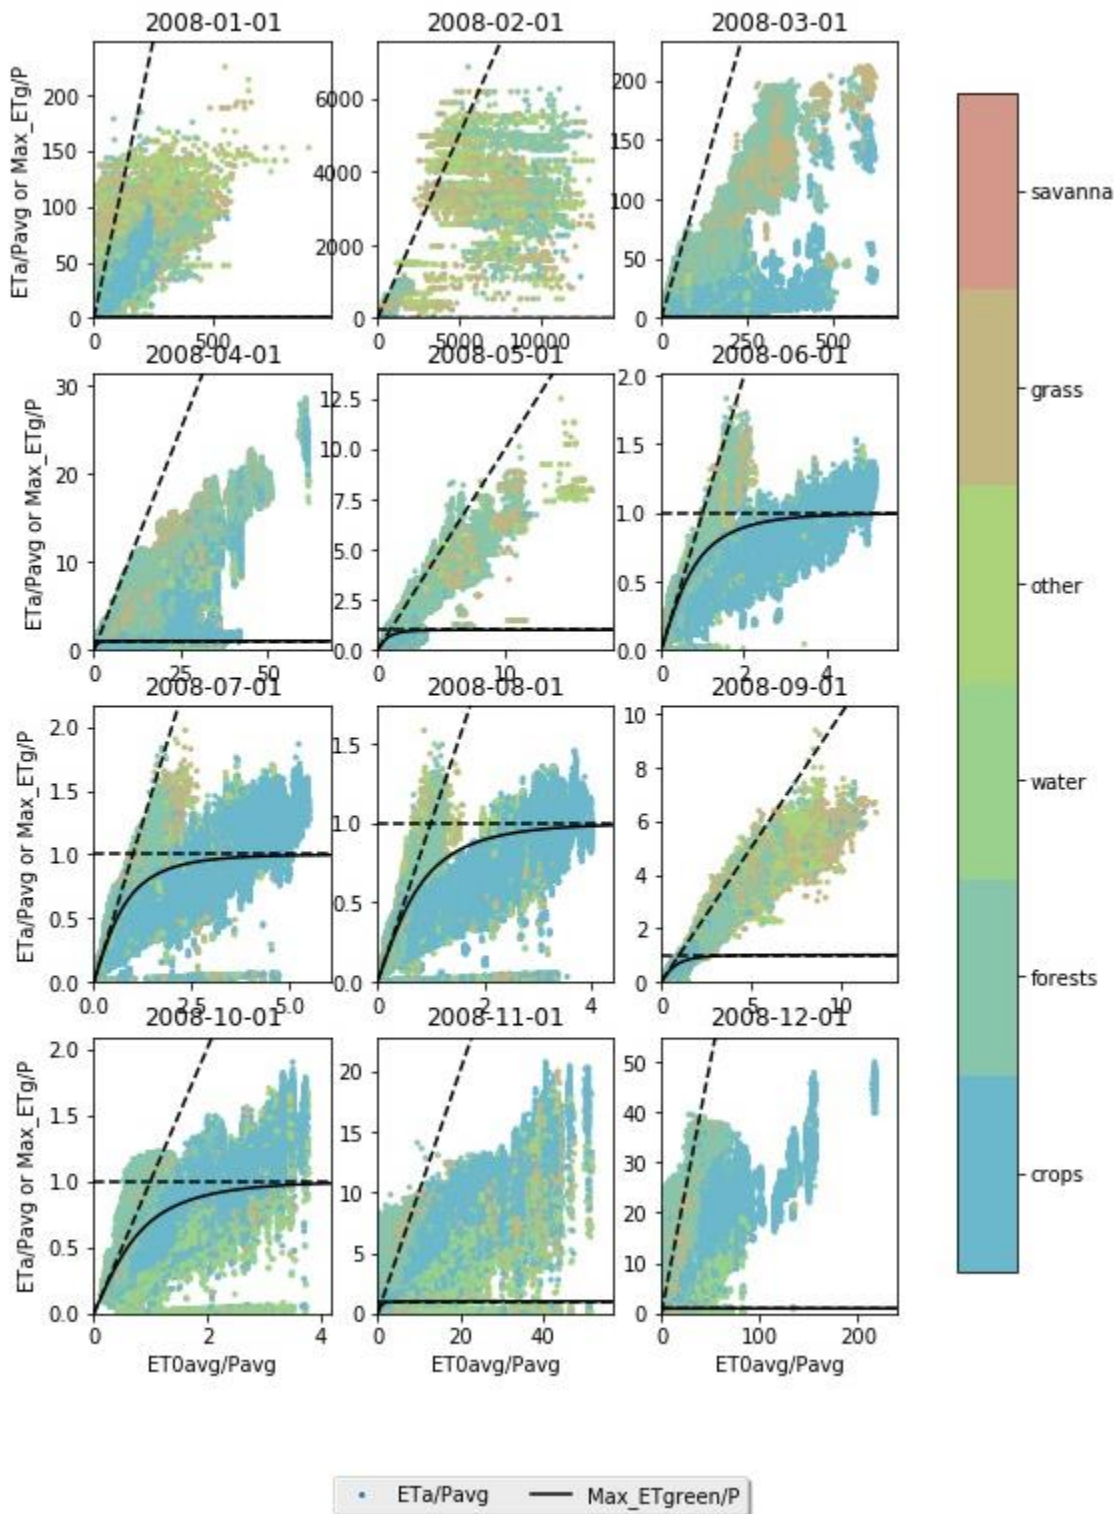 2008-01-01 2008-02-01 2008-03-01
ETa/Pavg or Max_ETg/P
0 50 100 150 200
0 500
0 2000 4000 6000
0 5000 10000
0 50 100 150 200
0 250 500
2008-04-01 2008-05-01 2008-06-01
ETa/Pavg or Max_ETg/P
0 10 20 30
0 25 50
0.0 2.5 5.0 7.5 10.0 12.5
0 10
0.0 0.5 1.0 1.5 2.0
0 2 4
2008-07-01 2008-08-01 2008-09-01
ETa/Pavg or Max_ETg/P
0.0 0.5 1.0 1.5 2.0
0.0 2.5 5.0
0.0 0.5 1.0 1.5
0 2 4
0 2 4 6 8 10
0 5 10
2008-10-01 2008-11-01 2008-12-01
ETa/Pavg or Max_ETg/P
0.0 0.5 1.0 1.5 2.0
0 2 4
0 5 10 15 20
0 20 40
0 10 20 30 40 50
0 100 200
ET0avg/Pavg ET0avg/Pavg ET0avg/Pavg
savanna
grass
other
water
forests
crops
ETa/Pavg Max_ETgreen/P